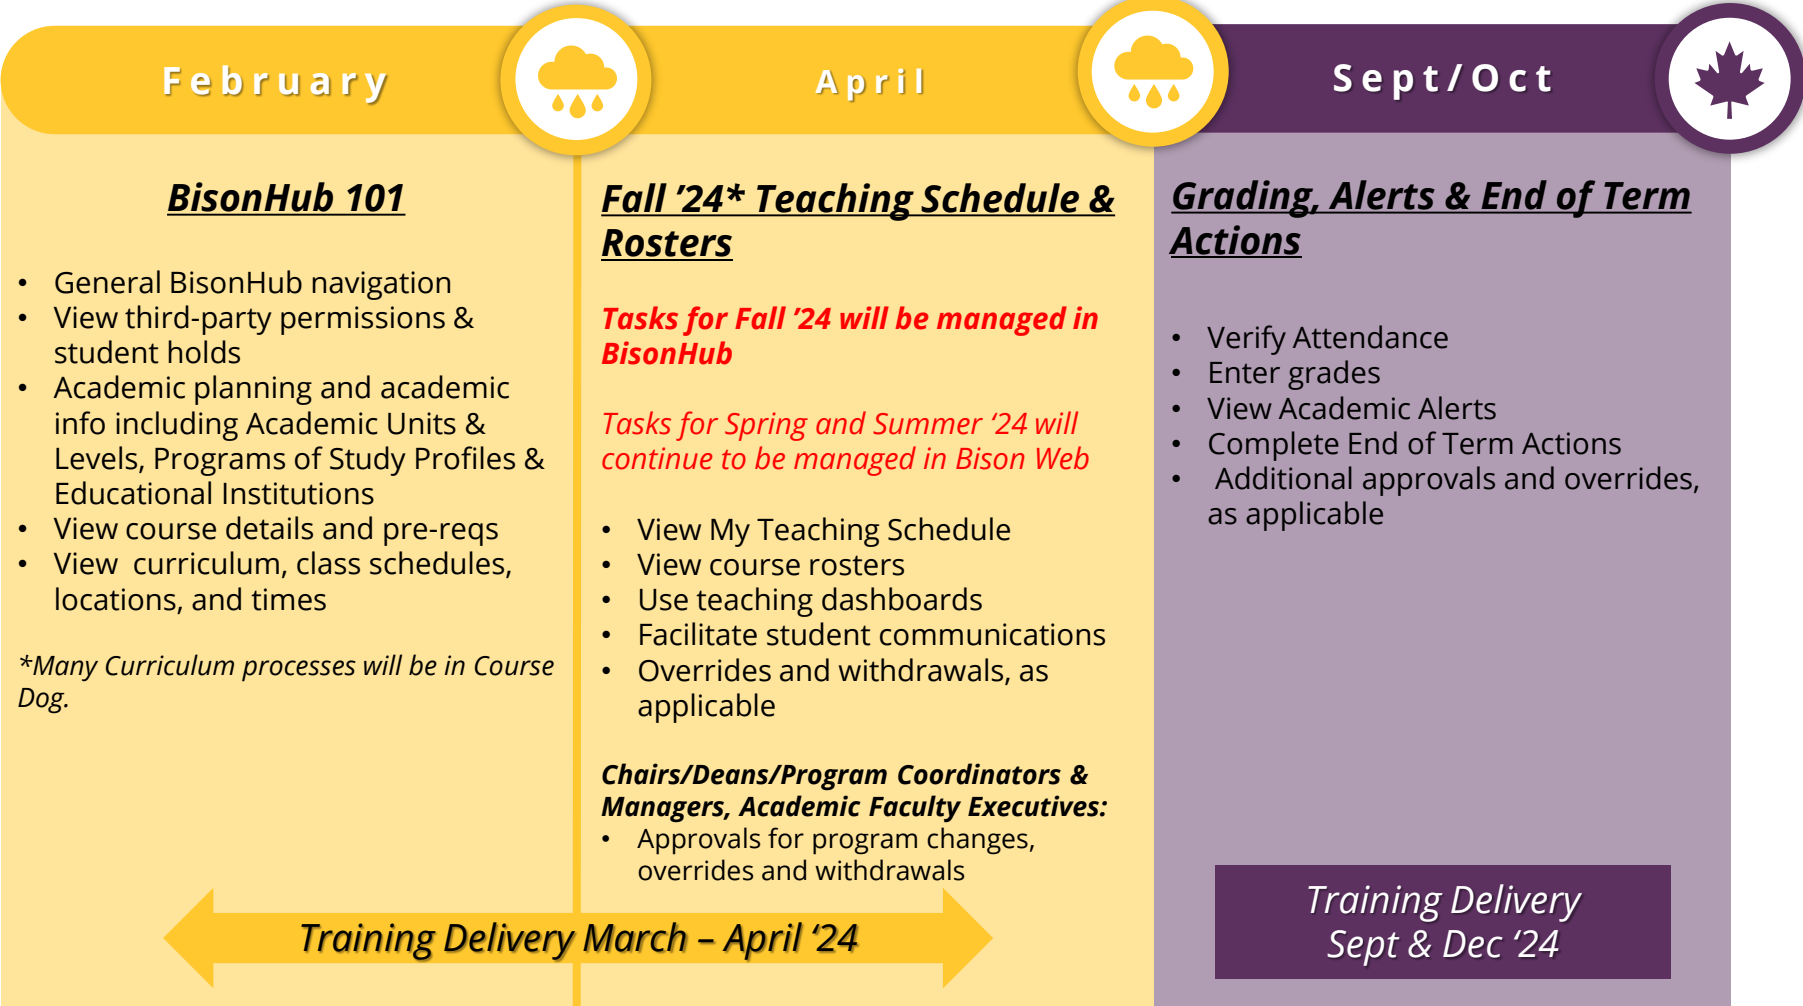 February
April
Sept/Oct
BisonHub 101
• General BisonHub navigation
• View third-party permissions &
student holds
• Academic planning and academic
info including Academic Units &
Levels, Programs of Study Profiles &
Educational Institutions
• View course details and pre-reqs
• View  curriculum, class schedules,
locations, and times
*Many Curriculum processes will be in Course
Dog.
Fall ’24* Teaching Schedule &
Rosters
Tasks for Fall ’24 will be managed in
BisonHub
Tasks for Spring and Summer ‘24 will
continue to be managed in Bison Web
• View My Teaching Schedule
• View course rosters
• Use teaching dashboards
• Facilitate student communications
• Overrides and withdrawals, as
applicable
Chairs/Deans/Program Coordinators &
Managers, Academic Faculty Executives:
• Approvals for program changes,
overrides and withdrawals
Training Delivery March – April ‘24
Grading, Alerts & End of Term
Actions
• Verify Attendance
• Enter grades
• View Academic Alerts
• Complete End of Term Actions
• Additional approvals and overrides,
as applicable
Training Delivery
Sept & Dec ‘24